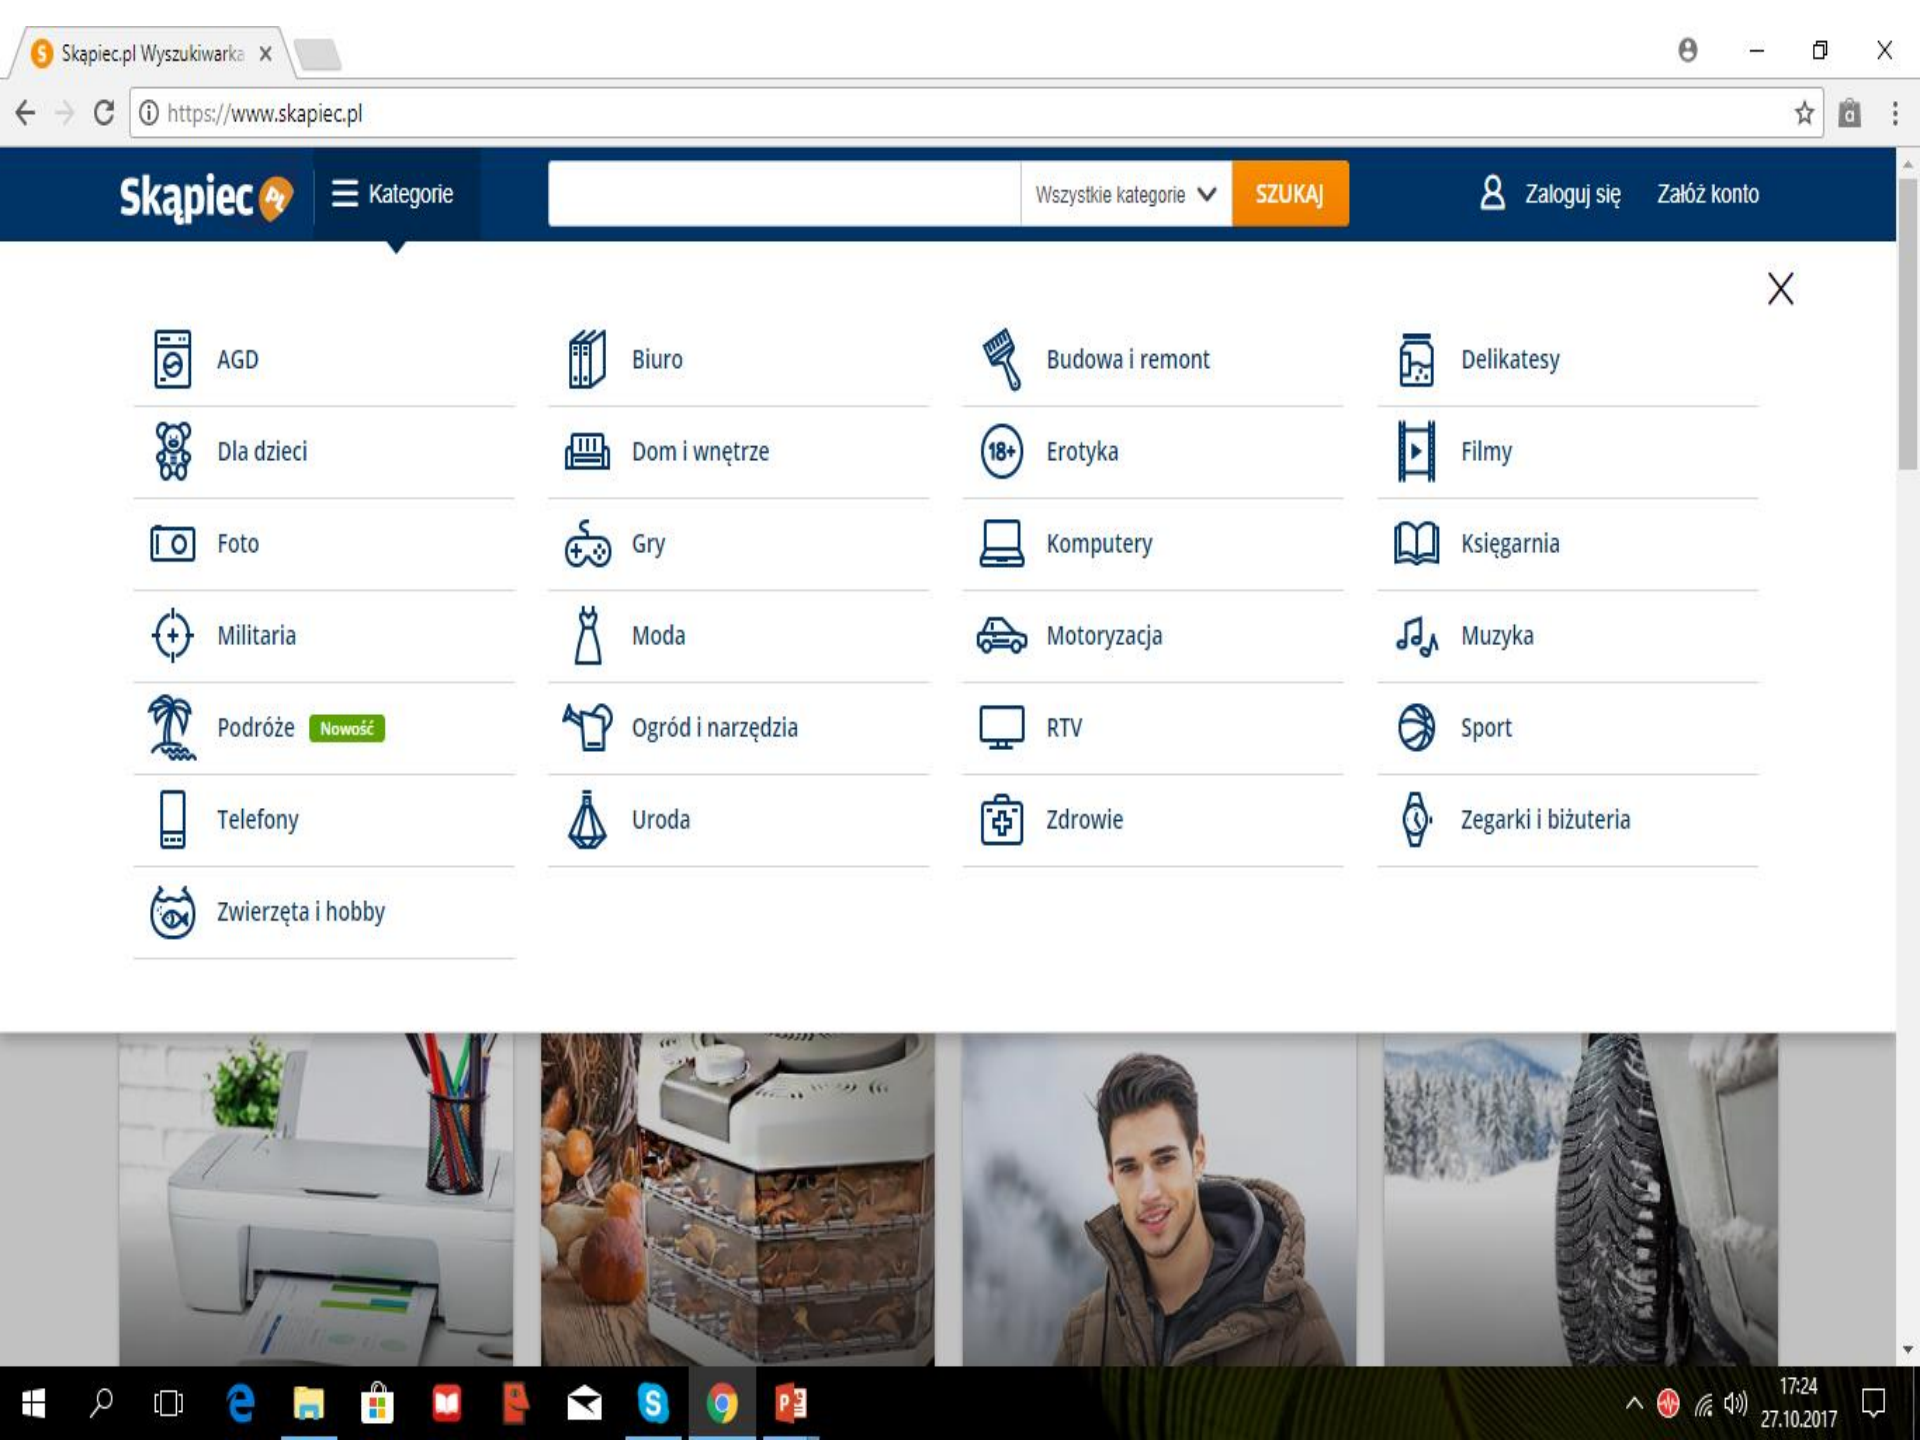 Skąpiec.pl Wyszukiwarka
https://www.skapiec.pl
Skąpiec PL
Kategorie
Wszystkie kategorie
SZUKAJ
Zaloguj się
Załóż konto
AGD
Biuro
Budowa i remont
Delikatesy
Dla dzieci
Dom i wnętrze
18+
Erotyka
Filmy
Foto
Gry
Komputery
Księgarnia
Militaria
Moda
Motoryzacja
Muzyka
Podróże
Nowość
Ogród i narzędzia
RTV
Sport
Telefony
Uroda
Zdrowie
Zegarki i biżuteria
Zwierzęta i hobby
17:24
27.10.2017